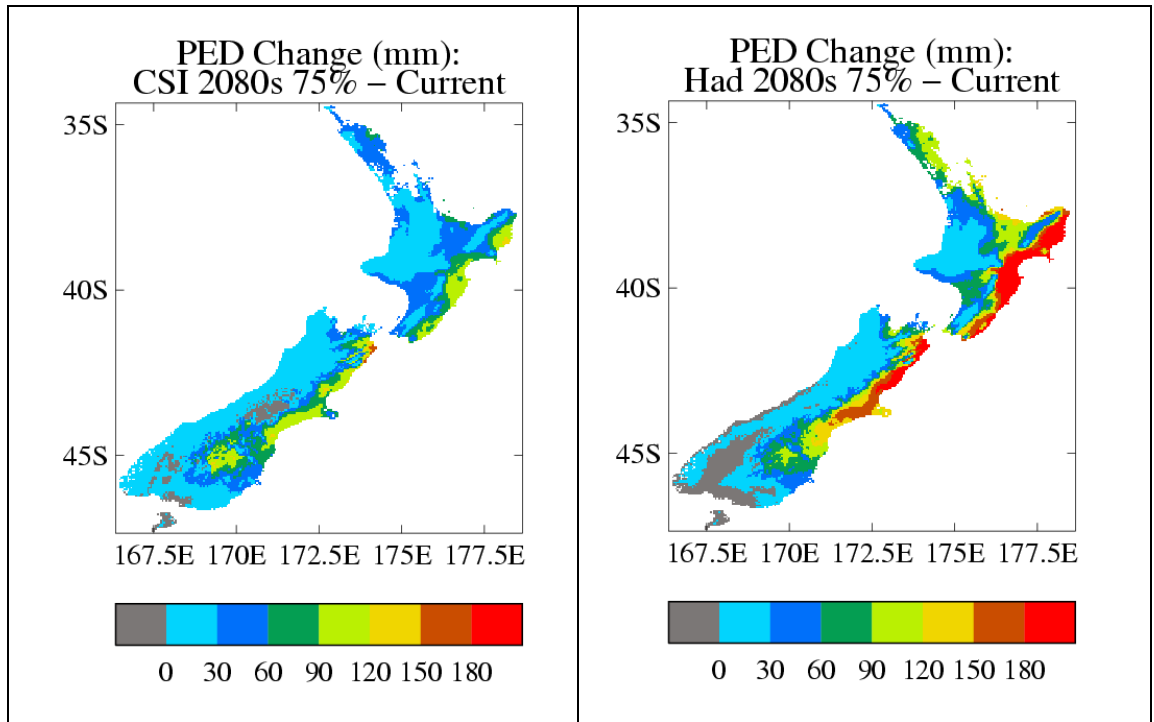 PED Change (mm):
CSI 2080s 75% – Current
35S
40S
45S
167.5E 170E 172.5E 175E 177.5E
0 30 60 90 120 150 180
PED Change (mm):
Had 2080s 75% – Current
35S
40S
45S
167.5E 170E 172.5E 175E 177.5E
0 30 60 90 120 150 180